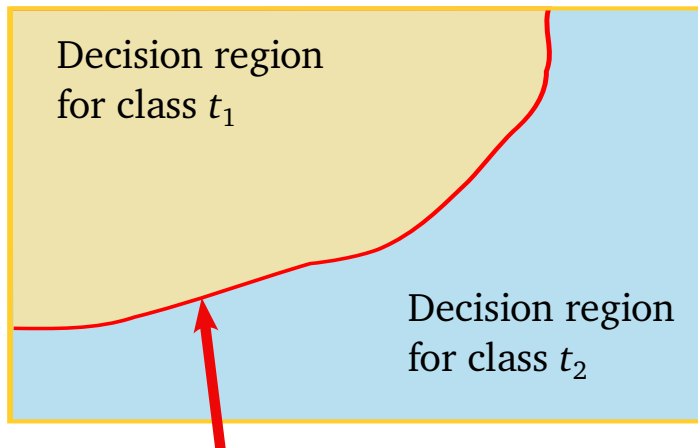 Decision region
for class t₁
Decision region
for class t₂